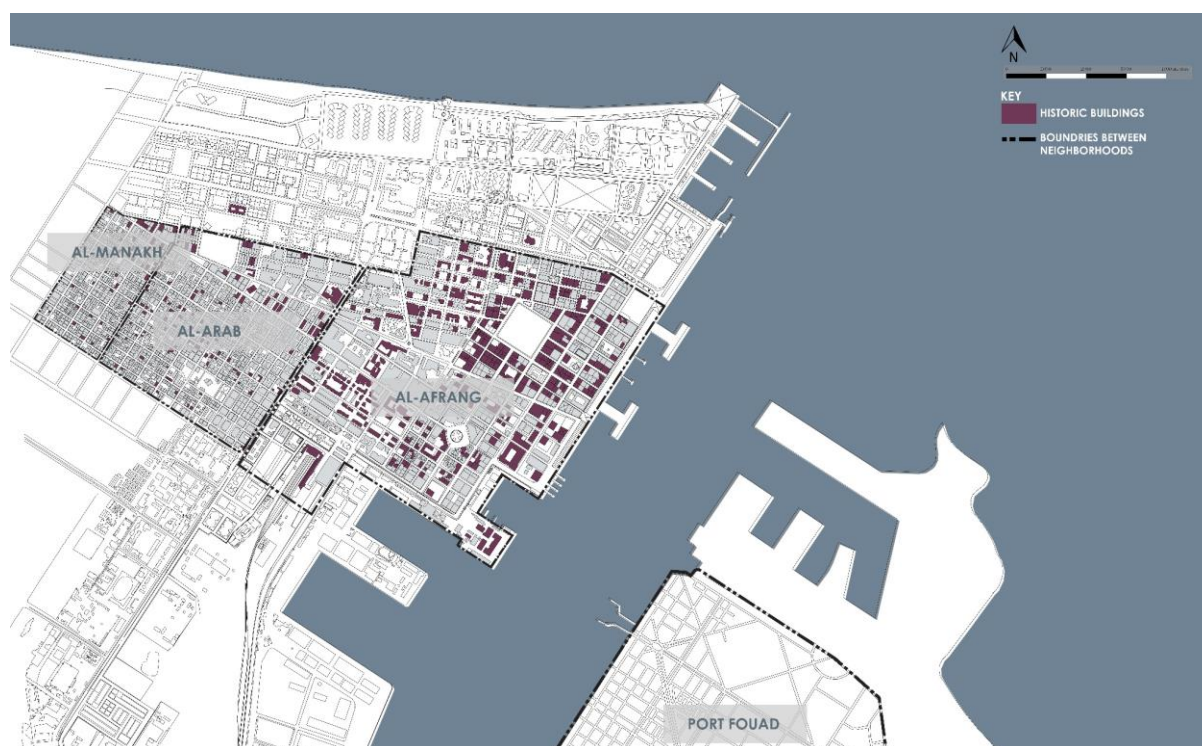 N
KEY
HISTORIC BUILDINGS
BOUNDRIES BETWEEN
NEIGHBORHOODS
AL-MANAKH
AL-ARAB
AL-AFRANG
PORT FOUAD